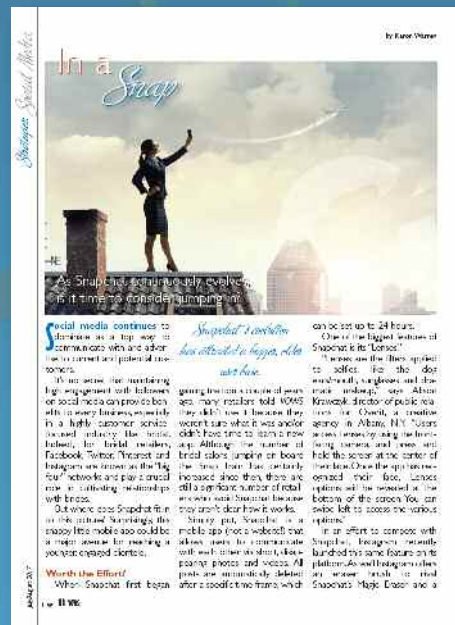 by Karen Warner
Strategies: Social Media
In a
Snap
As Snapchat continuously evolves,
is it time to consider jumping in?
Social media continues to
dominate as a top way to
communicate with and adver-
tise to current and potential cus-
tomers.
It's no secret that maintaining
high engagement with followers
on social media can provide ben-
efits to every business, especially
in a highly customer service-
focused industry like bridal.
Indeed, for bridal retailers,
Facebook, Twitter, Pinterest and
Instagram are known as the "big
four" networks and play a crucial
role in cultivating relationships
with brides.
But where does Snapchat fit in
to this picture? Surprisingly, this
snappy little mobile app could be
a major avenue for reaching a
younger engaged clientele.
Worth the Effort?
When Snapchat first began
Snapchat's evolution
has attracted a bigger, older
user base.
gaining traction a couple of years
ago, many retailers told VOWS
they didn't use it because they
weren't sure what it was and/or
didn't have time to learn a new
app. Although the number of
bridal salons jumping on board
the Snap train has certainly
increased since then, there are
still a significant number of retail-
ers who avoid Snapchat because
they aren't clear how it works.
Simply put, Snapchat is a
mobile app (not a website) that
allows users to communicate
with each other via short, disap-
pearing photos and videos. All
posts are automatically deleted
after a specific time frame, which
can be set up to 24 hours.
One of the biggest features of
Snapchat is its "Lenses."
"Lenses are the filters applied
to selfies, like the dog
ears/mouth, sunglasses and dra-
matic makeup," says Alison
Krawczyk, director of public rela-
tions for Overit, a creative
agency in Albany, N.Y. "Users
access Lenses by using the front-
facing camera, and press and
hold the screen at the center of
their face. Once the app has rec-
ognized their face, Lenses
options will be revealed at the
bottom of the screen. You can
swipe left to access the various
options."
In an effort to compete with
Snapchat, Instagram recently
launched this same feature on its
platform. As well Instagram offers
an eraser brush to rival
Snapchat's Magic Eraser and a
July/August 2017
VOWS